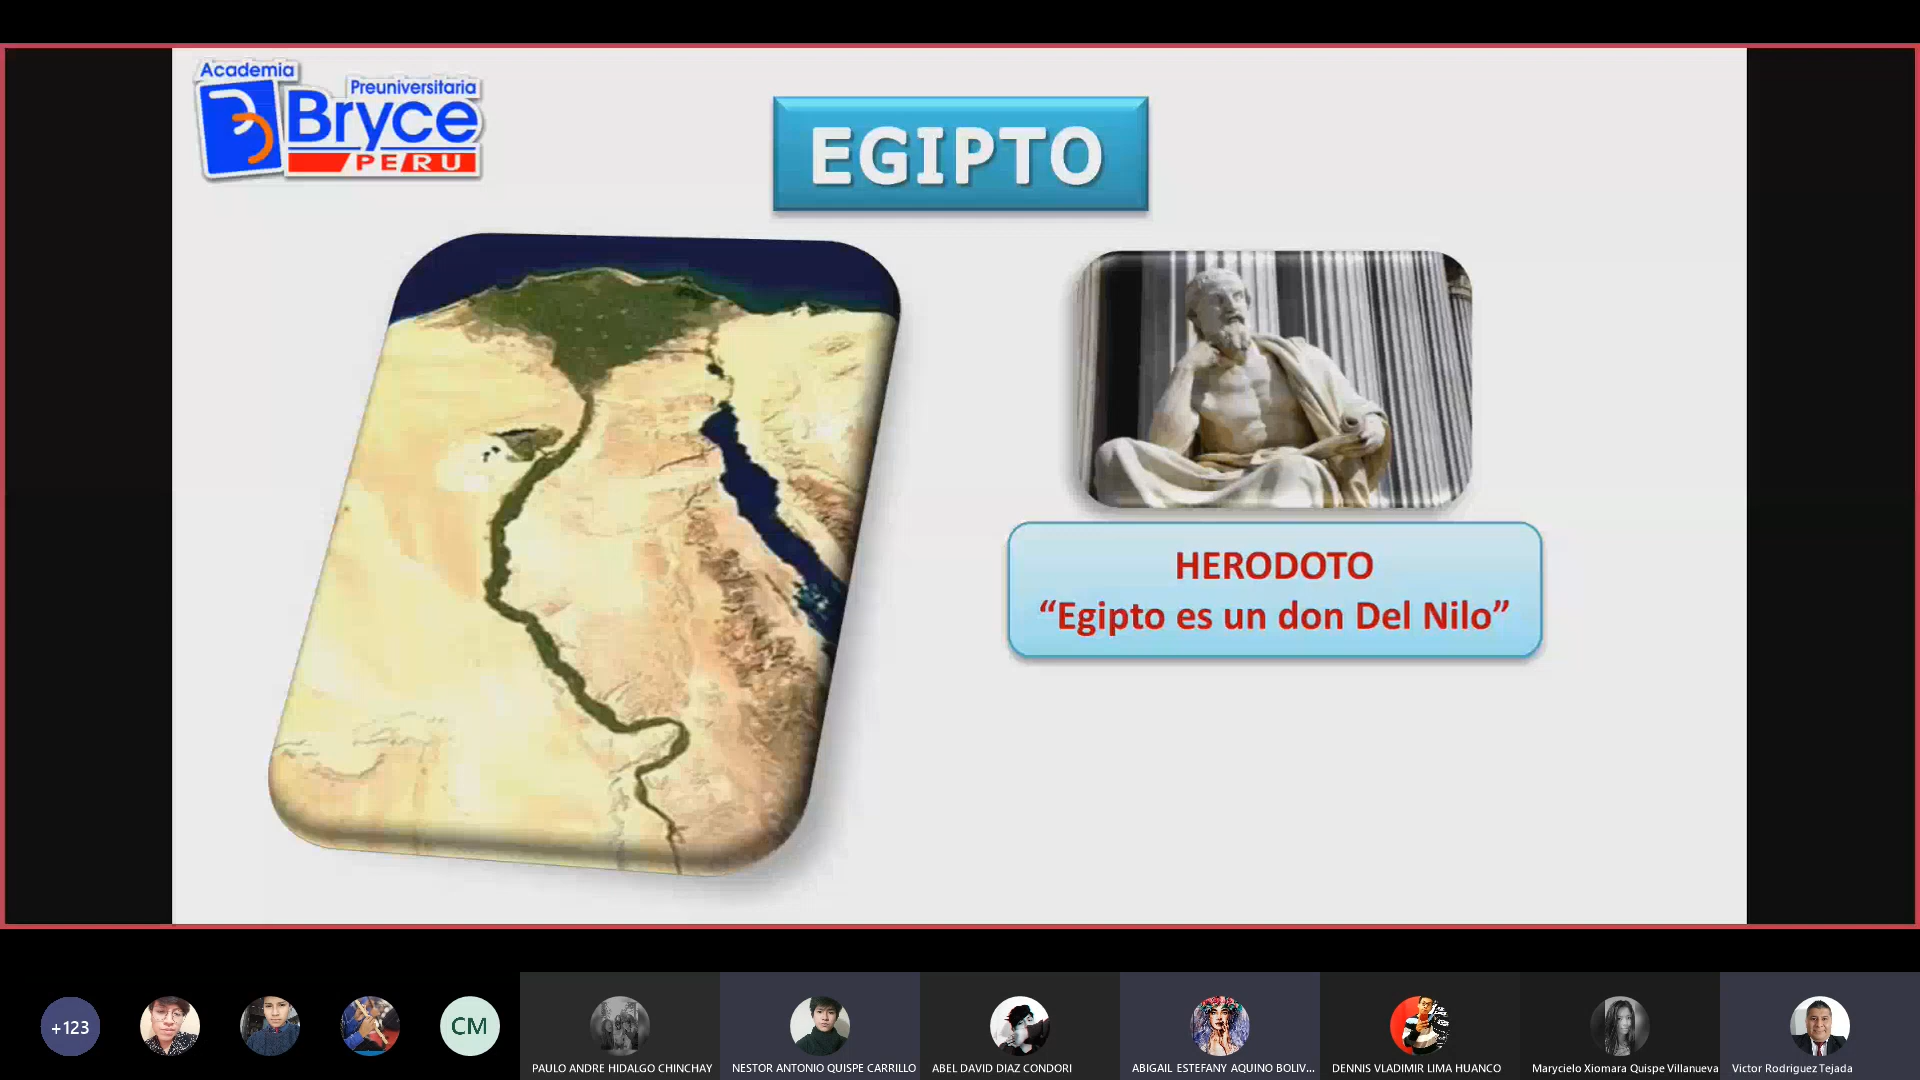 Academia
Preuniversitaria
Bryce
PERU
EGIPTO
HERODOTO
“Egipto es un don Del Nilo”
+123
CM
PAULO ANDRE HIDALGO CHINCHAY
NESTOR ANTONIO QUISPE CARRILLO
ABEL DAVID DIAZ CONDORI
ABIGAIL ESTEFANY AQUINO BOLIV...
DENNIS VLADIMIR LIMA HUANCO
Marycielo Xiomara Quispe Villanueva
Victor Rodriguez Tejada